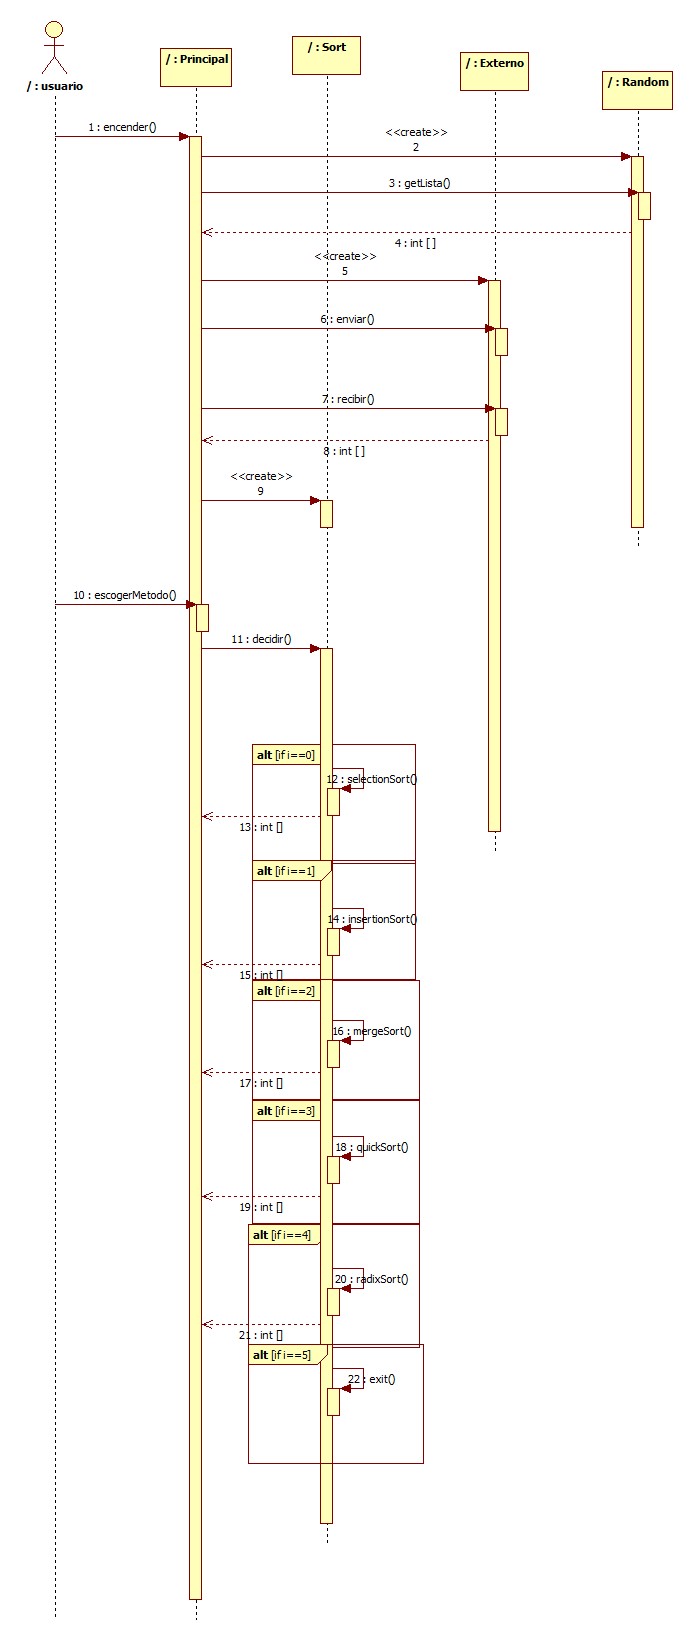 / : usuario
/ : Principal
/ : Sort
/ : Externo
/ : Random
1 : encender()
<<create>>
2
3 : getLista()
4 : int [ ]
<<create>>
5
6 : enviar()
7 : recibir()
8 : int [ ]
<<create>>
9
10 : escogerMetodo()
11 : decidir()
alt [if i==0]
12 : selectionSort()
13 : int []
alt [if i==1]
14 : insertionSort()
15 : int []
alt [if i==2]
16 : mergeSort()
17 : int []
alt [if i==3]
18 : quickSort()
19 : int []
alt [if i==4]
20 : radixSort()
21 : int []
alt [if i==5]
22 : exit()